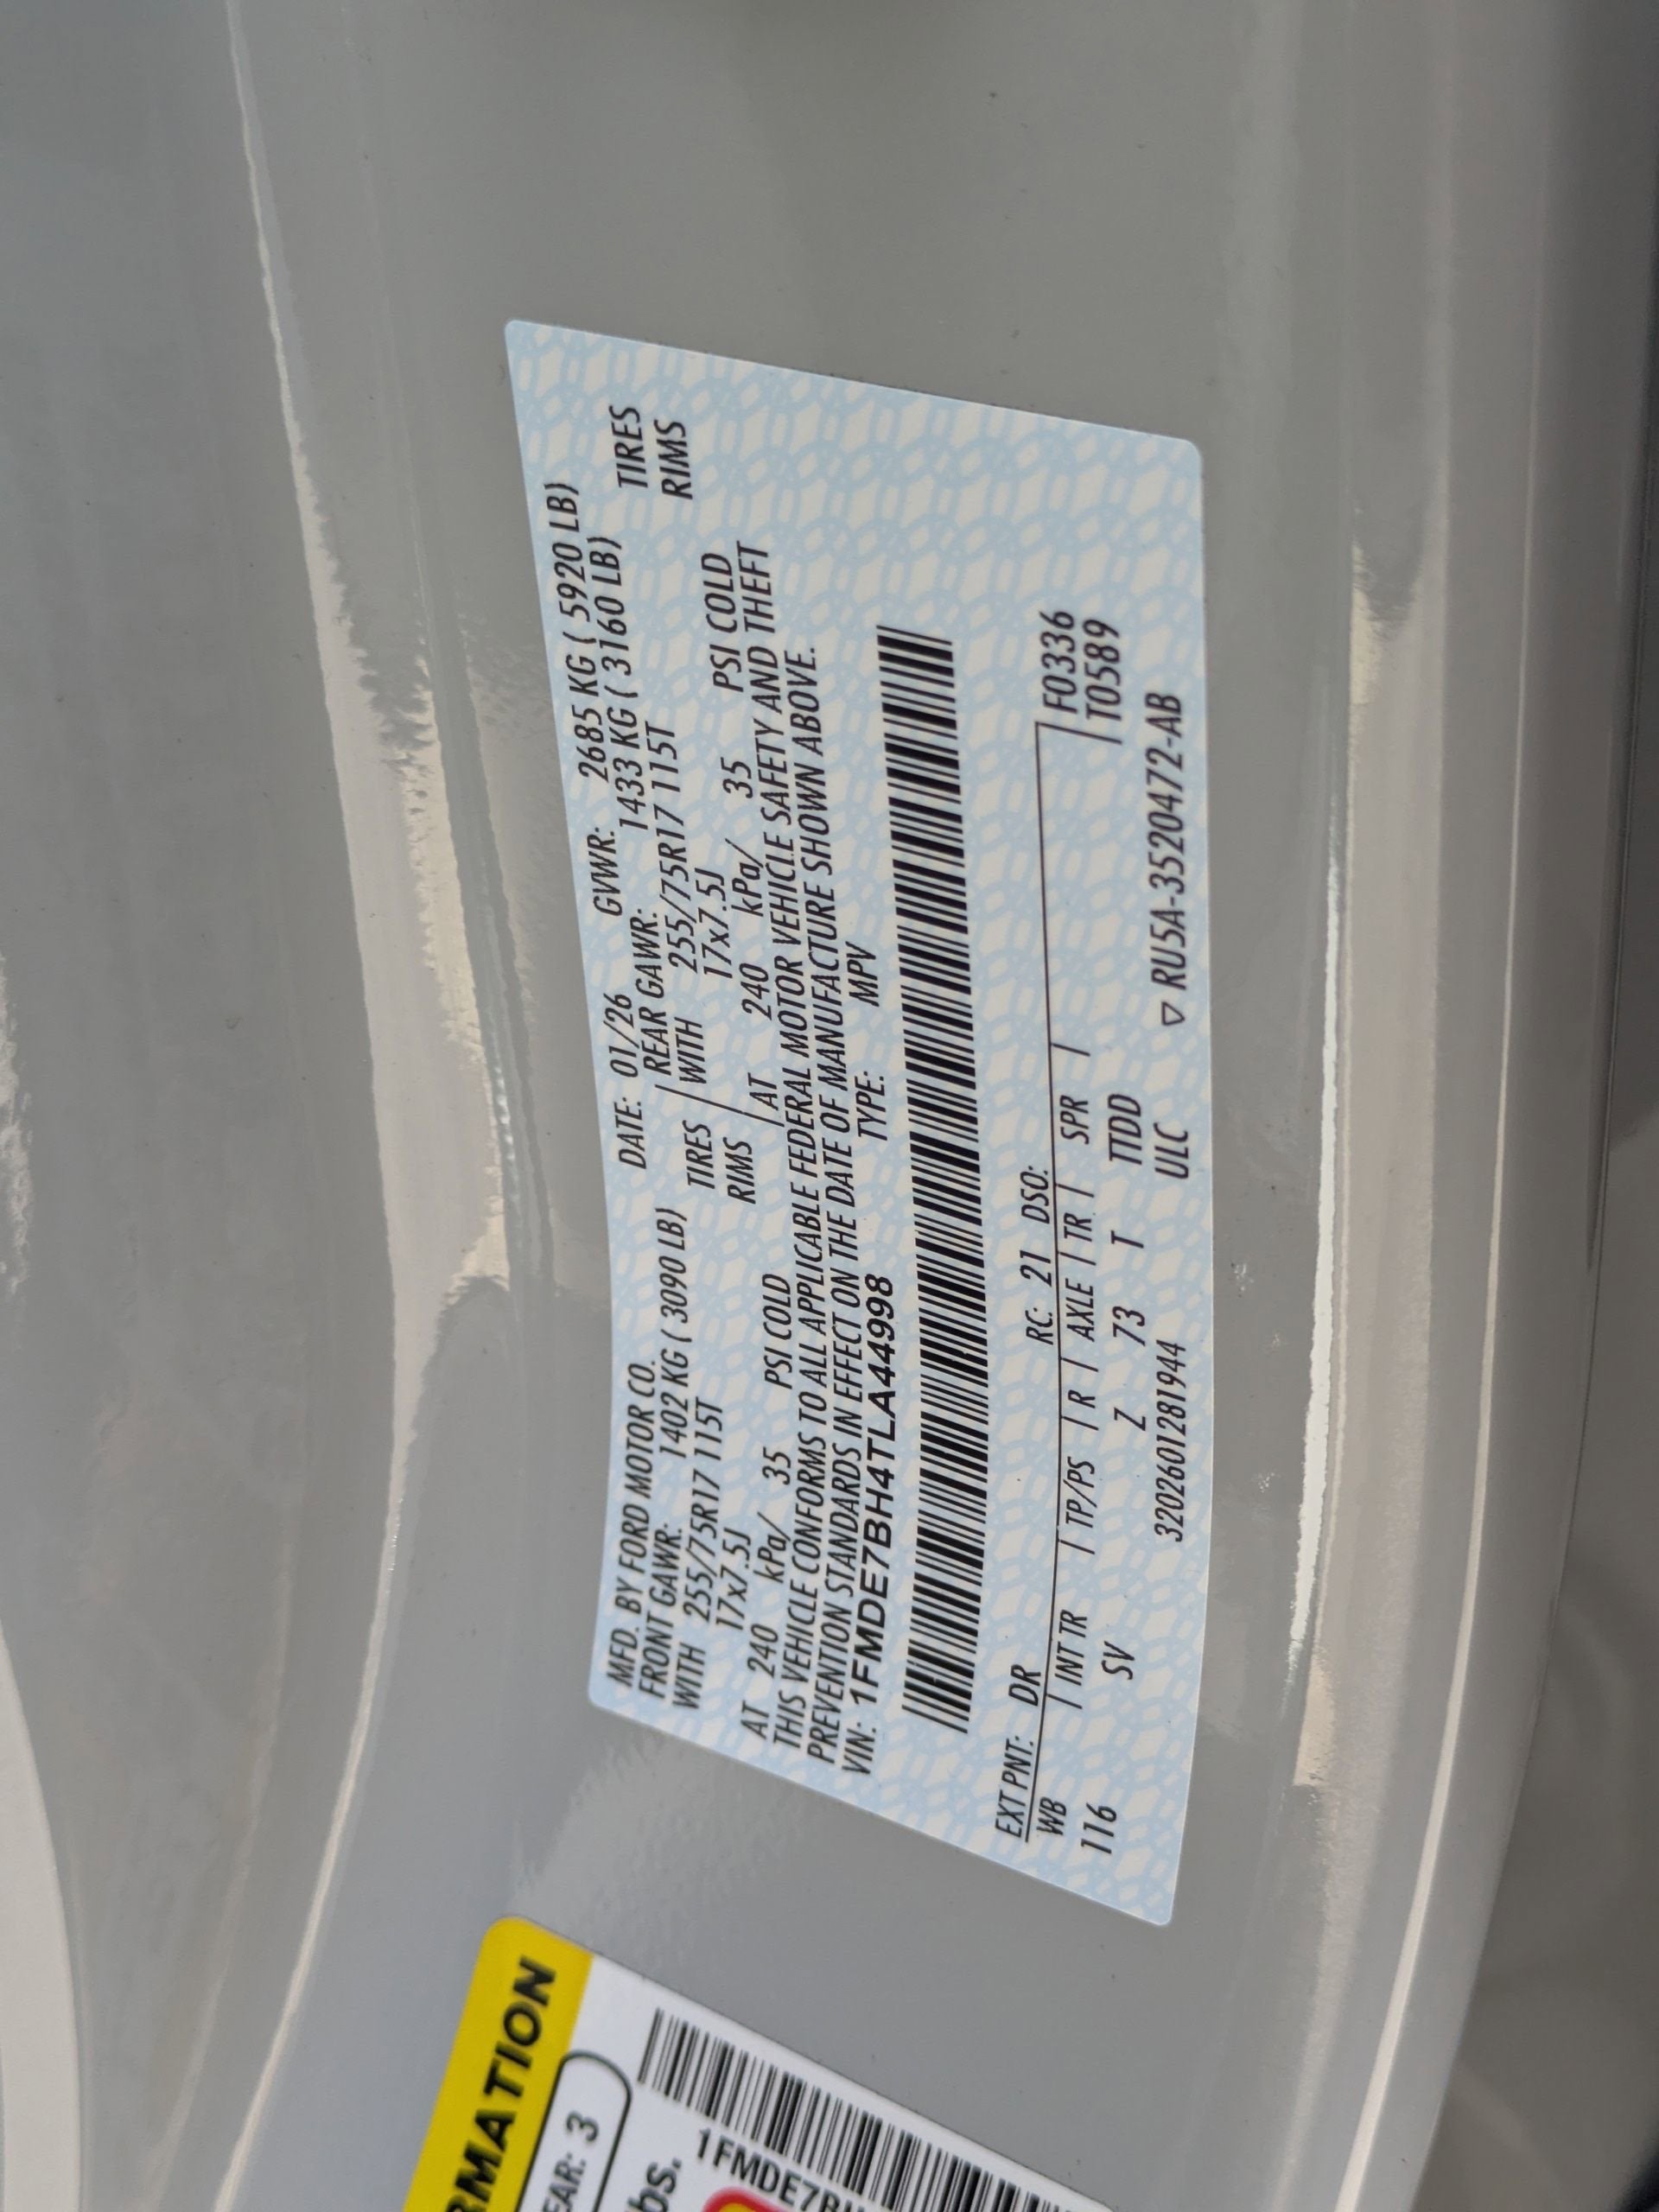 MFD. BY FORD MOTOR CO. DATE: 01/26 GVWR: 2685 KG ( 5920 LB)
FRONT GAWR: 1402 KG ( 3090 LB) REAR GAWR: 1433 KG ( 3160 LB)
WITH 255/75R17 115T TIRES WITH 255/75R17 115T TIRES
17x7.5J RIMS 17x7.5J RIMS
AT 240 kPa/ 35 PSI COLD AT 240 kPa/ 35 PSI COLD
THIS VEHICLE CONFORMS TO ALL APPLICABLE FEDERAL MOTOR VEHICLE SAFETY AND THEFT
PREVENTION STANDARDS IN EFFECT ON THE DATE OF MANUFACTURE SHOWN ABOVE.
VIN: 1FMDE7BH4TLA44998 TYPE: MPV
EXT PNT: DR RC: 21 DSO: F0336
WB | INT TR | TP/PS | R | AXLE | TR | SPR | T0589
116 SV Z 73 T TTDD
3202601281944 ULC ▽ RU5A-3520472-AB
RMATION
EAR: 3
bs.
1FMDE7B